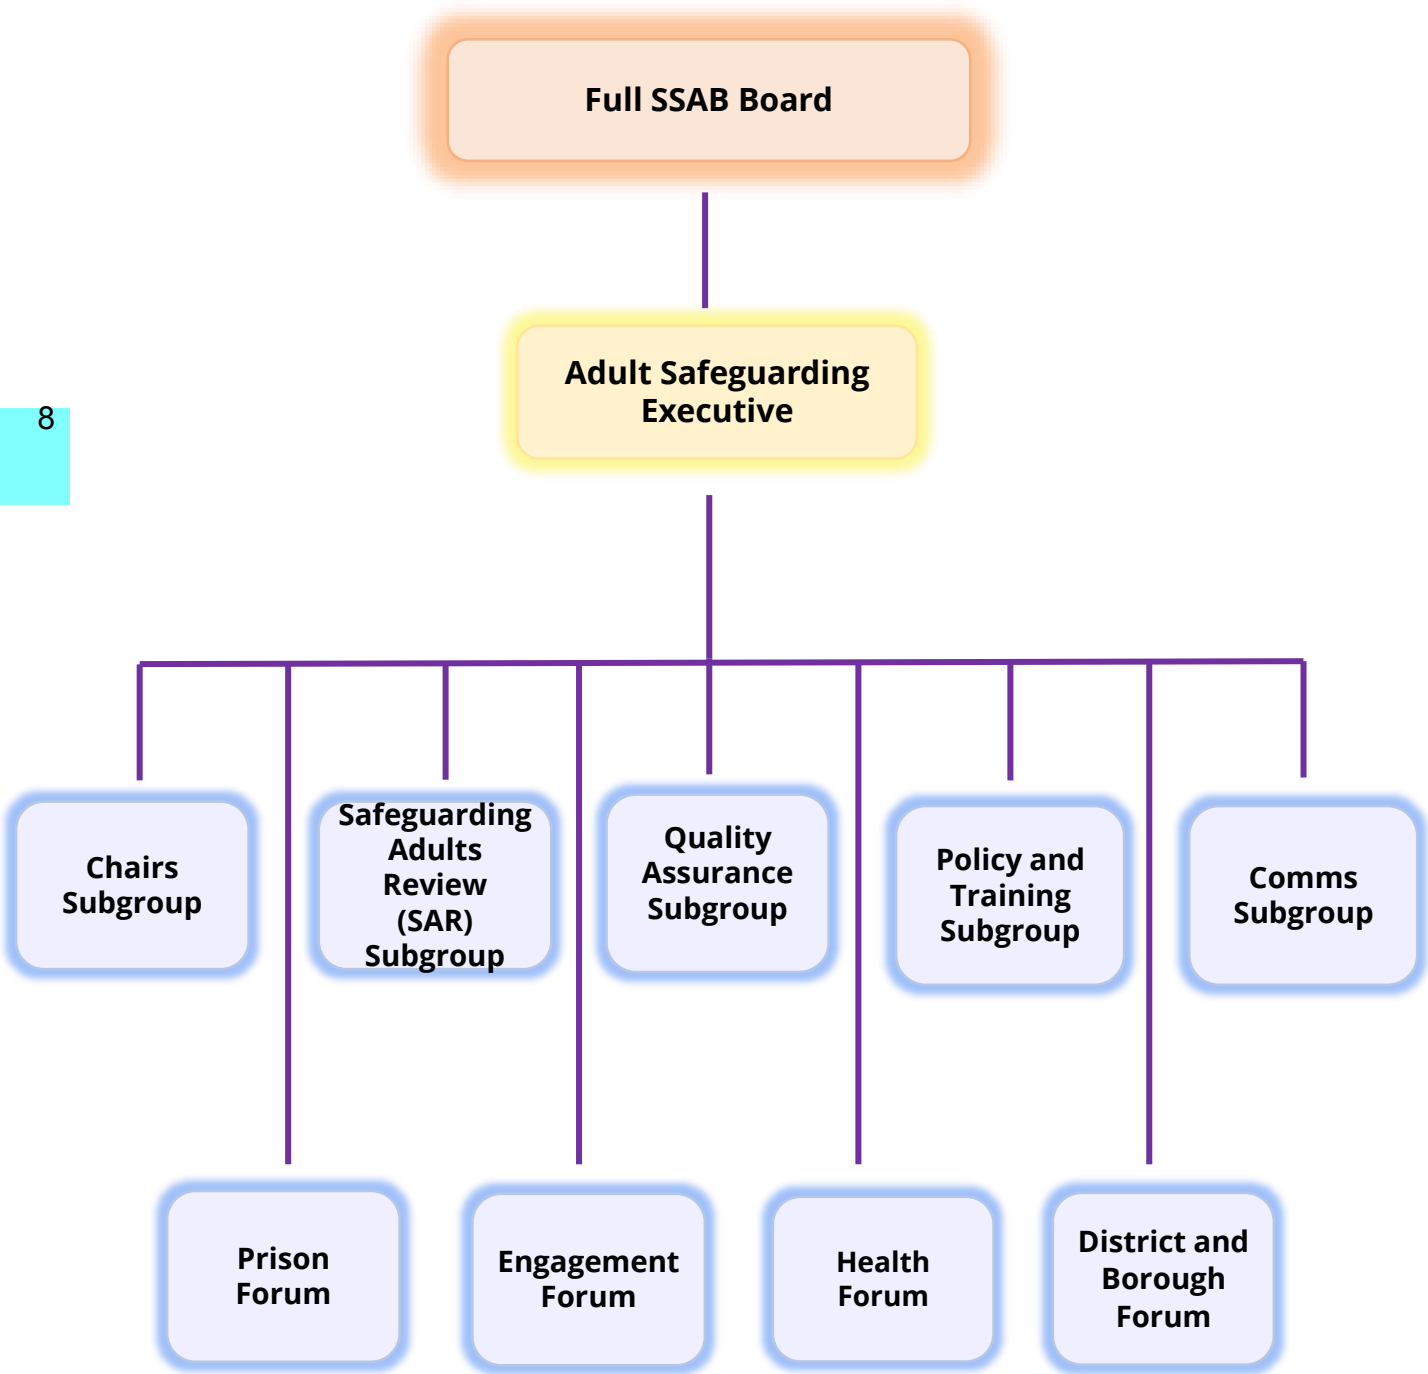 Full SSAB Board
Adult Safeguarding
Executive
8
Chairs
Subgroup
Safeguarding
Adults
Review
(SAR)
Subgroup
Quality
Assurance
Subgroup
Policy and
Training
Subgroup
Comms
Subgroup
Prison
Forum
Engagement
Forum
Health
Forum
District and
Borough
Forum